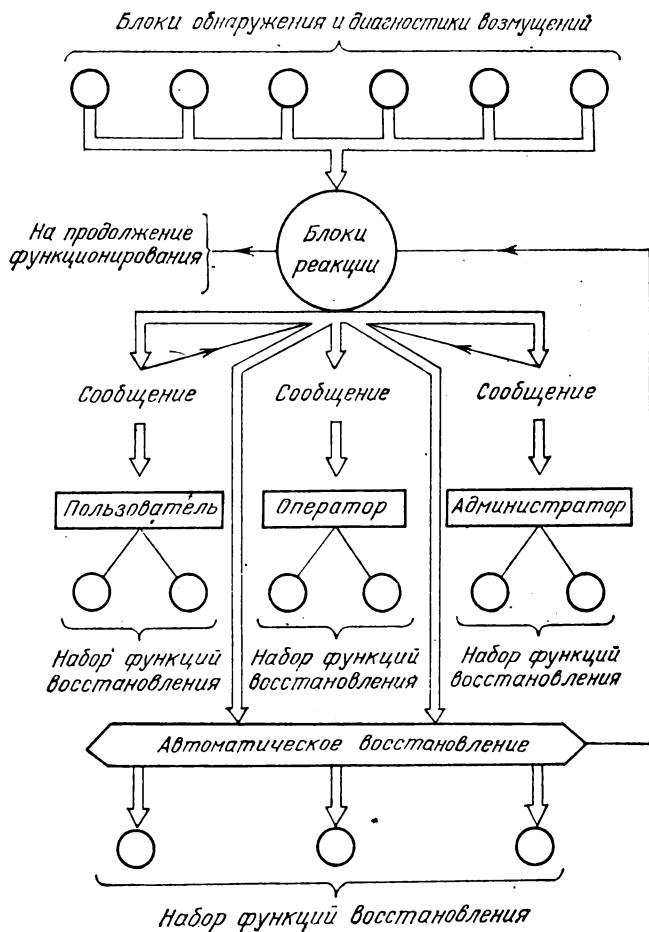 Блоки обнаружения и диагностики возмущений
На продолжение
функционирования
Блоки
реакции
Сообщение
Сообщение
Сообщение
Пользователь
Оператор
Администратор
Набор функций
восстановления
Набор функций
восстановления
Набор функций
восстановления
Автоматическое восстановление
Набор функций восстановления